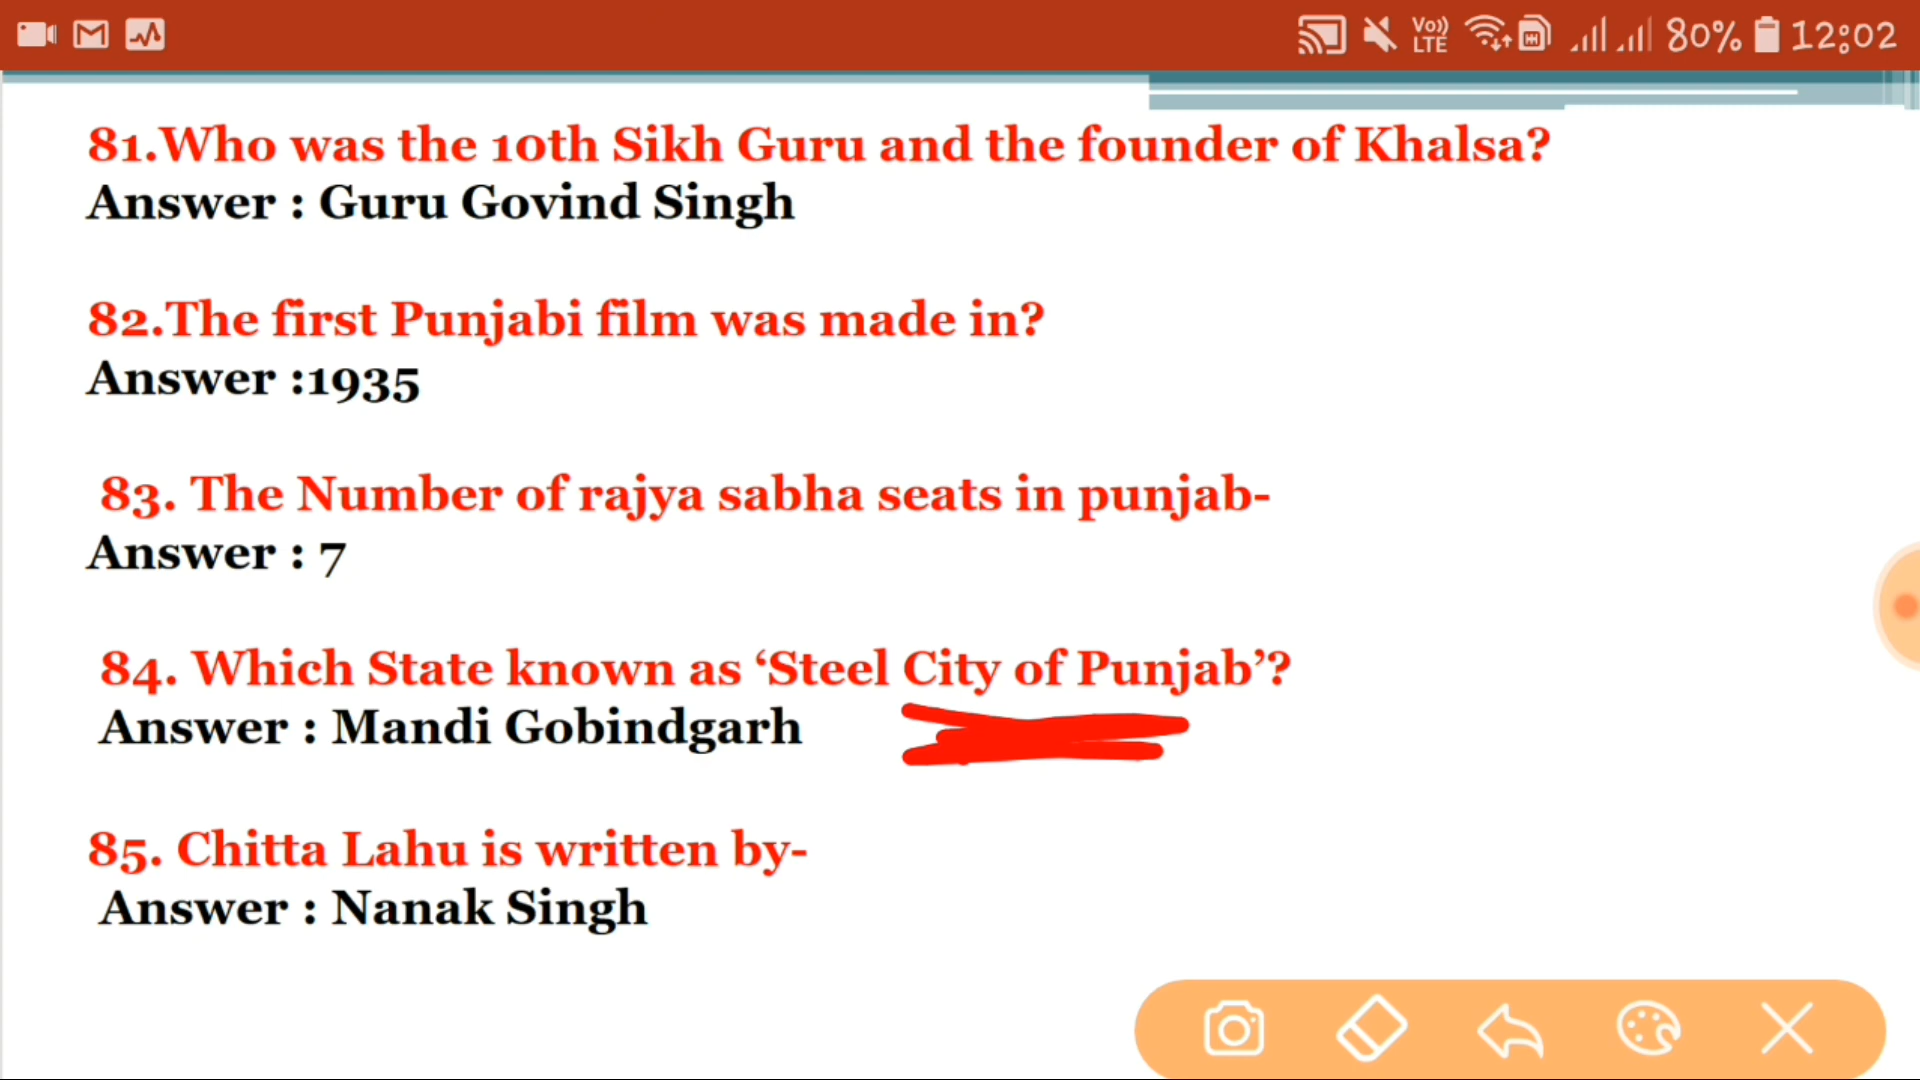 Vo)) LTE 80% 12:02
81.Who was the 10th Sikh Guru and the founder of Khalsa?
Answer : Guru Govind Singh
82.The first Punjabi film was made in?
Answer :1935
83. The Number of rajya sabha seats in punjab-
Answer : 7
84. Which State known as ‘Steel City of Punjab’?
Answer : Mandi Gobindgarh
85. Chitta Lahu is written by-
Answer : Nanak Singh